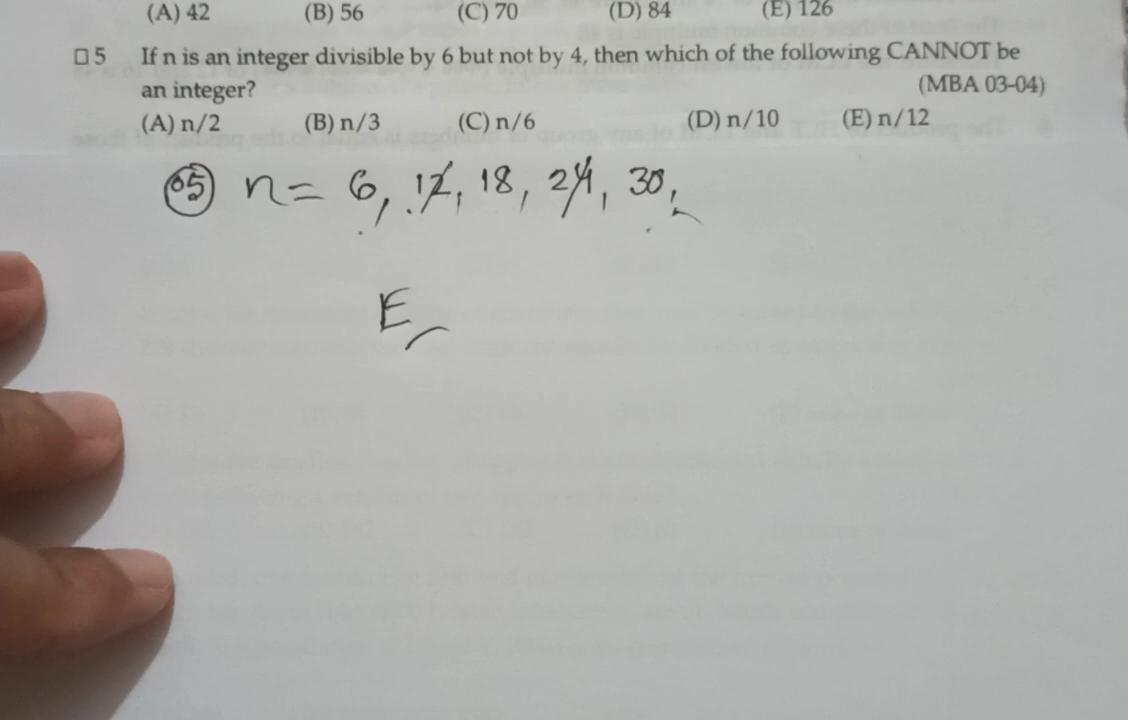 (A) 42 (B) 56 (C) 70 (D) 84 (E) 126
□ 5 If n is an integer divisible by 6 but not by 4, then which of the following CANNOT be
an integer? (MBA 03-04)
(A) n/2 (B) n/3 (C) n/6 (D) n/10 (E) n/12
05 n = 6, 12, 18, 24, 30,
E